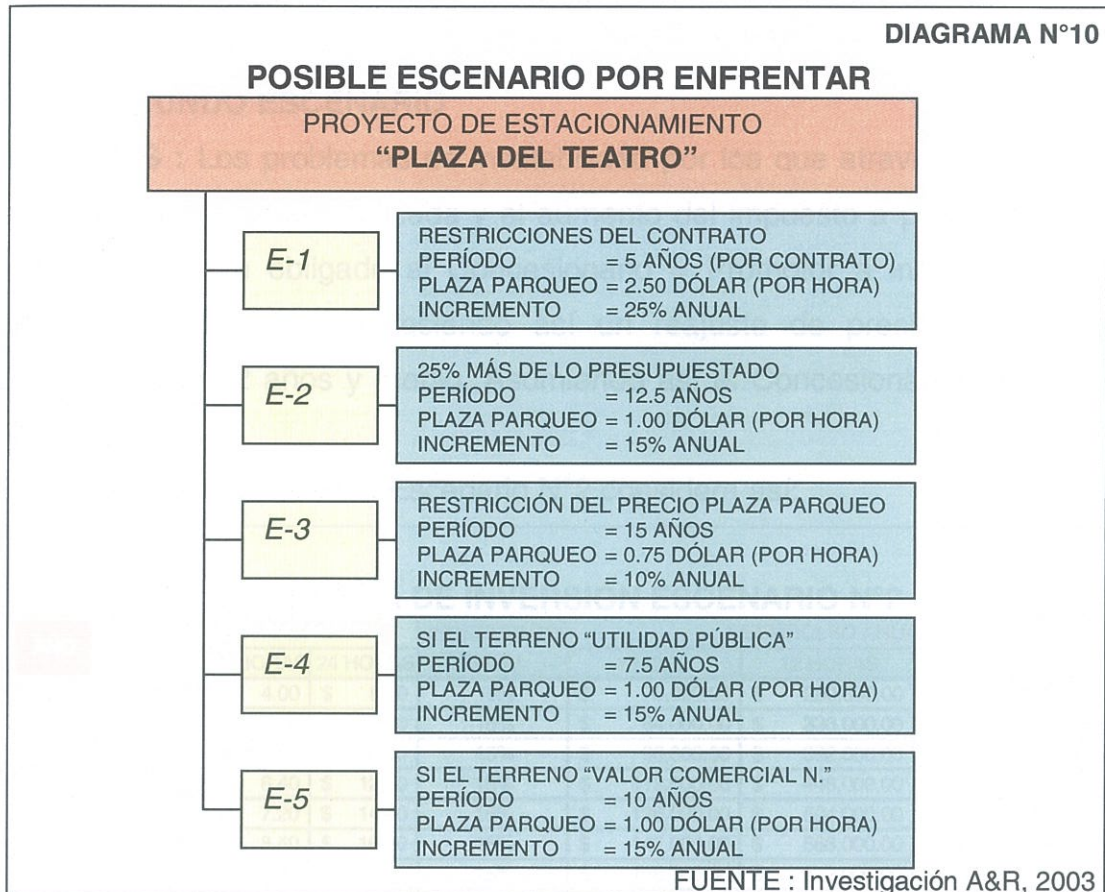 DIAGRAMA N°10
POSIBLE ESCENARIO POR ENFRENTAR
PROYECTO DE ESTACIONAMIENTO
“PLAZA DEL TEATRO”
E-1
RESTRICCIONES DEL CONTRATO
PERÍODO = 5 AÑOS (POR CONTRATO)
PLAZA PARQUEO = 2.50 DÓLAR (POR HORA)
INCREMENTO = 25% ANUAL
E-2
25% MÁS DE LO PRESUPUESTADO
PERÍODO = 12.5 AÑOS
PLAZA PARQUEO = 1.00 DÓLAR (POR HORA)
INCREMENTO = 15% ANUAL
E-3
RESTRICCIÓN DEL PRECIO PLAZA PARQUEO
PERÍODO = 15 AÑOS
PLAZA PARQUEO = 0.75 DÓLAR (POR HORA)
INCREMENTO = 10% ANUAL
E-4
SI EL TERRENO “UTILIDAD PÚBLICA”
PERÍODO = 7.5 AÑOS
PLAZA PARQUEO = 1.00 DÓLAR (POR HORA)
INCREMENTO = 15% ANUAL
E-5
SI EL TERRENO “VALOR COMERCIAL N.”
PERÍODO = 10 AÑOS
PLAZA PARQUEO = 1.00 DÓLAR (POR HORA)
INCREMENTO = 15% ANUAL
FUENTE : Investigación A&R, 2003